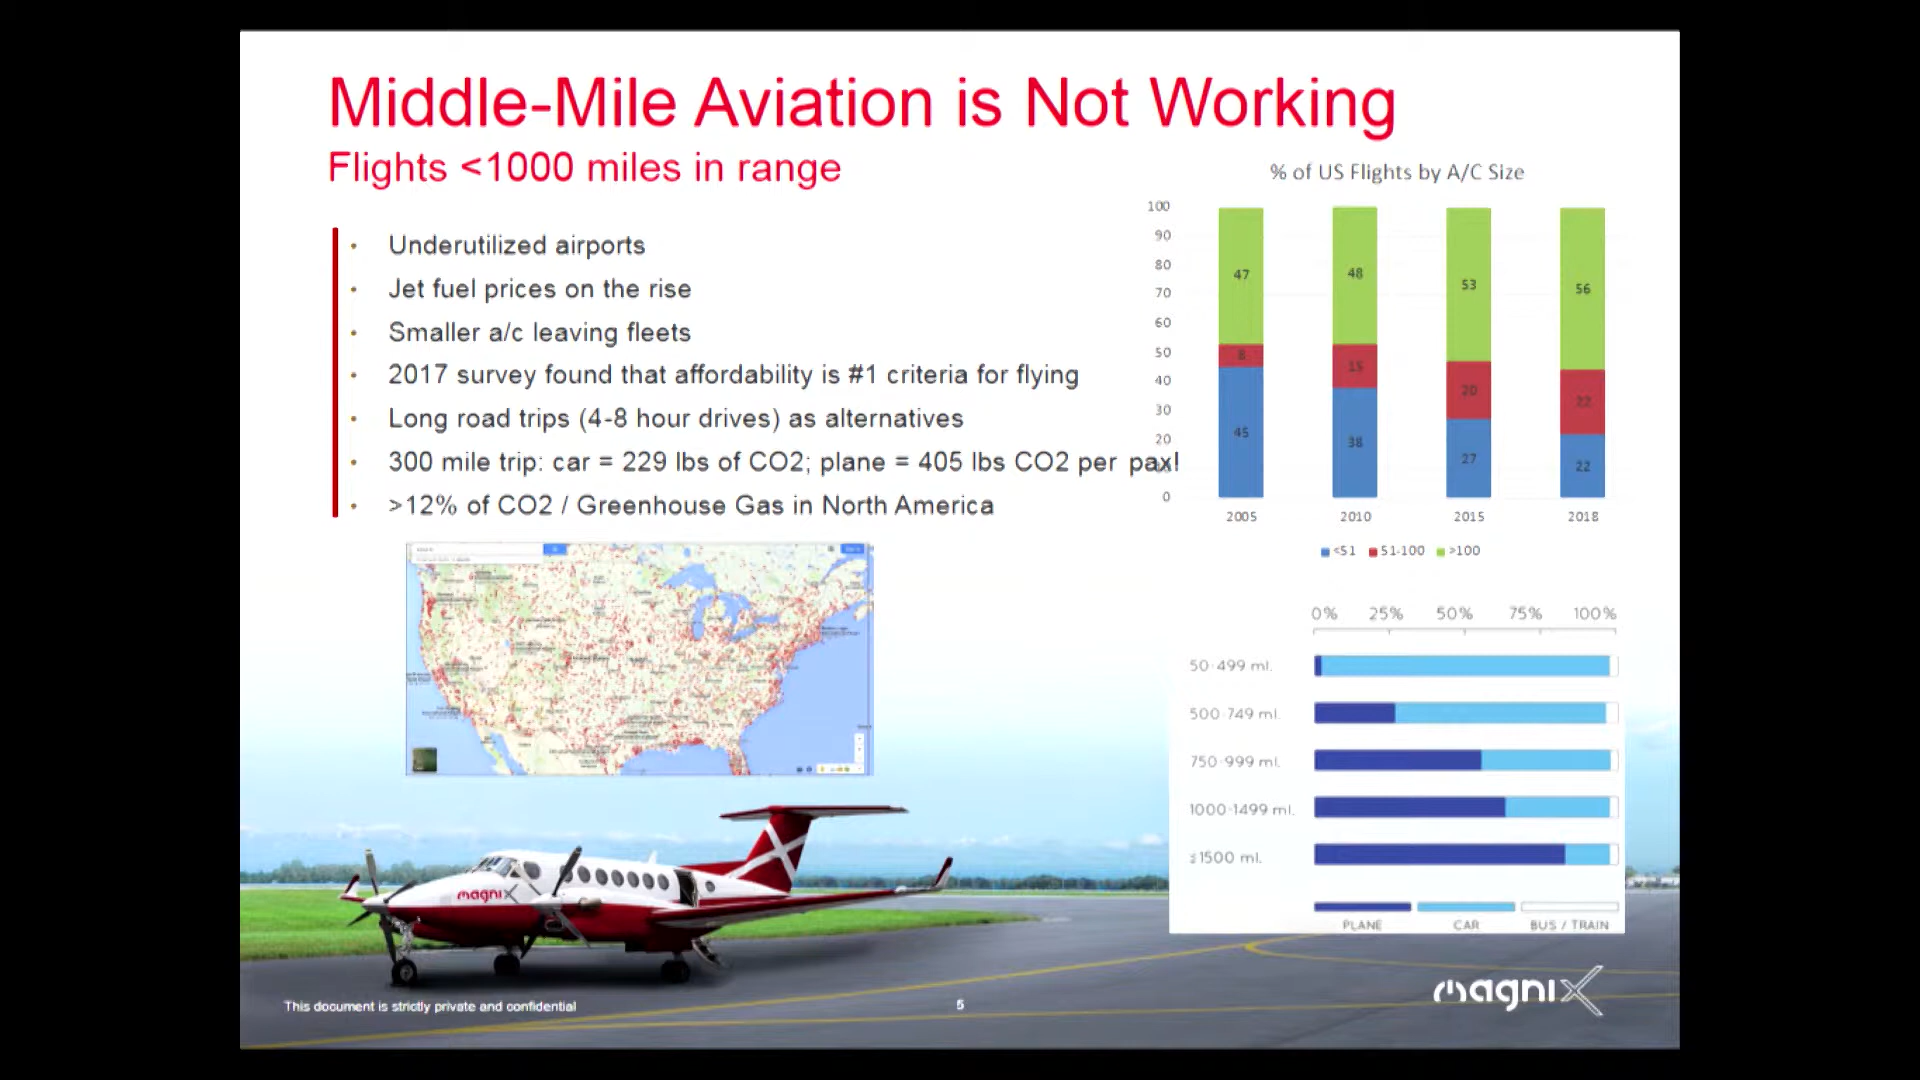 Middle-Mile Aviation is Not Working
Flights <1000 miles in range
• Underutilized airports
• Jet fuel prices on the rise
• Smaller a/c leaving fleets
• 2017 survey found that affordability is #1 criteria for flying
• Long road trips (4-8 hour drives) as alternatives
• 300 mile trip: car = 229 lbs of CO2; plane = 405 lbs CO2 per pax!
• >12% of CO2 / Greenhouse Gas in North America
% of US Flights by A/C Size
100
90
80
70
60
50
40
30
20
0
47
8
45
48
15
38
53
20
27
56
22
22
2005 2010 2015 2018
<51 51-100 >100
0% 25% 50% 75% 100%
50-499 ml.
500-749 ml.
750-999 ml.
1000-1499 ml.
≥1500 ml.
PLANE CAR BUS / TRAIN
magniX
magniX
This document is strictly private and confidential
5